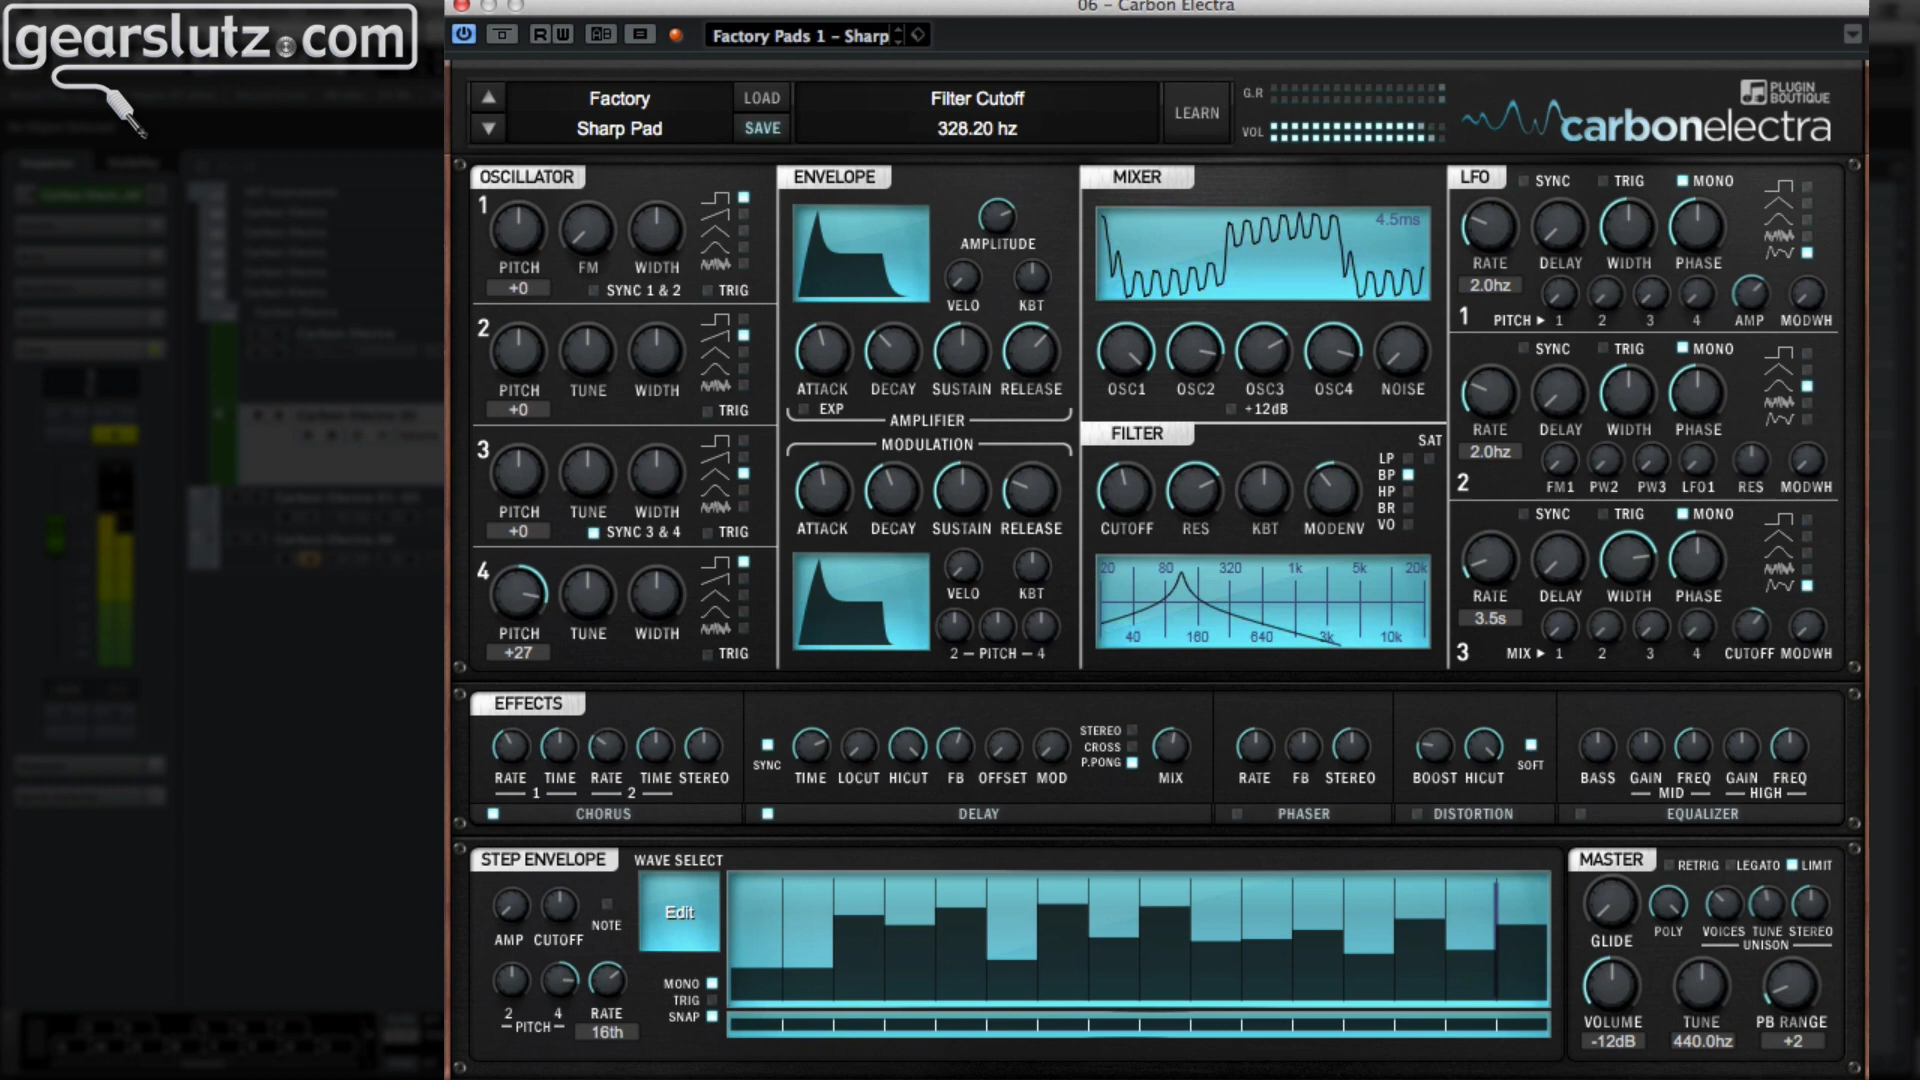 gearslutz.com
06 - Carbon Electra
R W
AB
Factory Pads 1 - Sharp
Factory
Sharp Pad
LOAD
SAVE
Filter Cutoff
328.20 hz
LEARN
G.R
VOL
PLUGIN
BOUTIQUE
carbonelectra
OSCILLATOR
1
PITCH FM WIDTH
+0
SYNC 1 & 2 TRIG
2
PITCH TUNE WIDTH
+0
TRIG
3
PITCH TUNE WIDTH
+0
SYNC 3 & 4 TRIG
4
PITCH TUNE WIDTH
+27
TRIG
ENVELOPE
AMPLITUDE
VELO KBT
ATTACK DECAY SUSTAIN RELEASE
EXP
AMPLIFIER
MODULATION
ATTACK DECAY SUSTAIN RELEASE
VELO KBT
2 - PITCH - 4
MIXER
4.5ms
OSC1 OSC2 OSC3 OSC4 NOISE
+12dB
FILTER
SAT
LP
BP
HP
BR
VO
CUTOFF RES KBT MODENV
20 80 320 1k 5k 20k
40 160 640 3k 10k
LFO
SYNC TRIG MONO
RATE DELAY WIDTH PHASE
2.0hz
1 PITCH 1 2 3 4 AMP MODWH
SYNC TRIG MONO
RATE DELAY WIDTH PHASE
2.0hz
2 FM1 PW2 PW3 LFO1 RES MODWH
SYNC TRIG MONO
RATE DELAY WIDTH PHASE
3.5s
3 MIX 1 2 3 4 CUTOFF MODWH
EFFECTS
RATE TIME RATE TIME STEREO
1 2
CHORUS
SYNC
TIME LOCUT HICUT FB OFFSET MOD
STEREO
CROSS
P.PONG
MIX
DELAY
RATE FB STEREO
PHASER
BOOST HICUT
SOFT
DISTORTION
BASS GAIN FREQ GAIN FREQ
MID HIGH
EQUALIZER
STEP ENVELOPE
WAVE SELECT
Edit
AMP CUTOFF
NOTE
2 4 RATE
PITCH
16th
MONO
TRIG
SNAP
MASTER
RETRIG LEGATO LIMIT
GLIDE
POLY
VOICES TUNE STEREO
UNISON
VOLUME TUNE PB RANGE
-12dB 440.0hz +2